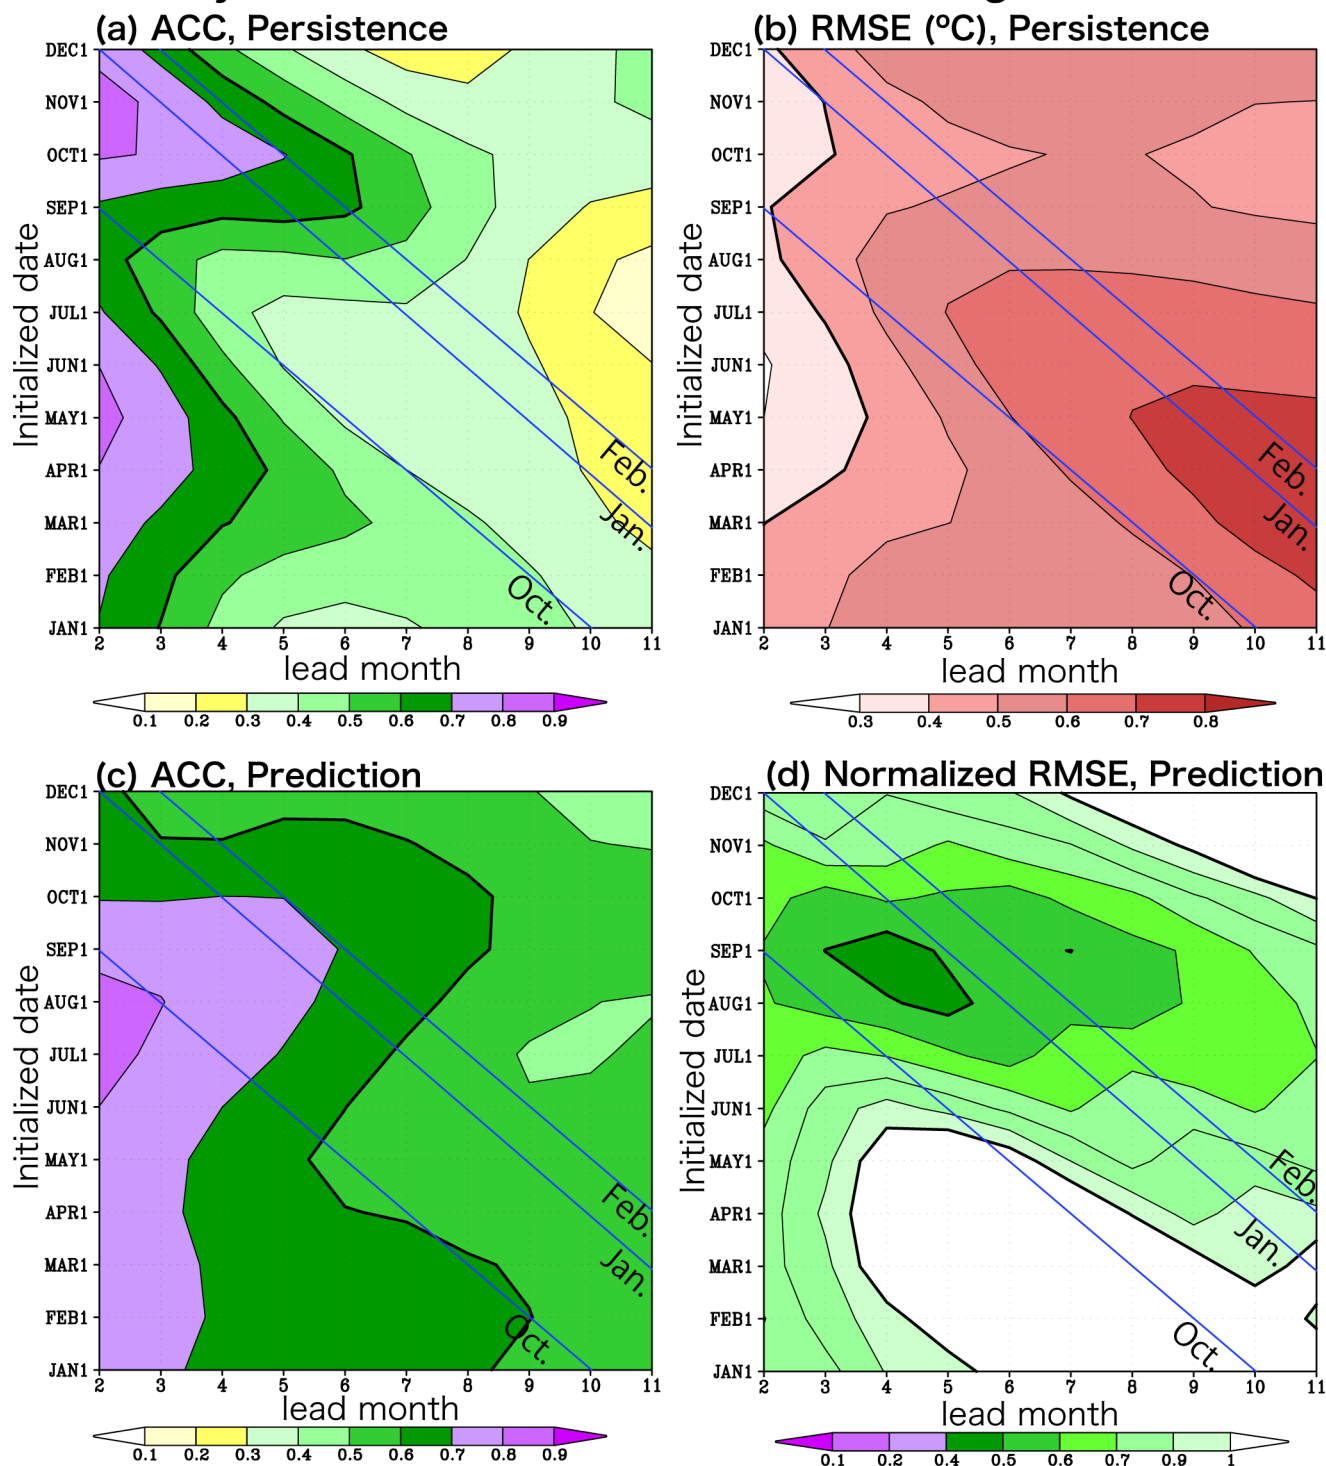 (a) ACC, Persistence
DEC1
NOV1
OCT1
SEP1
AUG1
JUL1
JUN1
MAY1
APR1
MAR1
FEB1
JAN1
Initialized date
Feb.
Jan.
Oct.
2 3 4 5 6 7 8 9 10 11
lead month
0.1 0.2 0.3 0.4 0.5 0.6 0.7 0.8 0.9
(b) RMSE (ºC), Persistence
DEC1
NOV1
OCT1
SEP1
AUG1
JUL1
JUN1
MAY1
APR1
MAR1
FEB1
JAN1
Initialized date
Feb.
Jan.
Oct.
2 3 4 5 6 7 8 9 10 11
lead month
0.3 0.4 0.5 0.6 0.7 0.8
(c) ACC, Prediction
DEC1
NOV1
OCT1
SEP1
AUG1
JUL1
JUN1
MAY1
APR1
MAR1
FEB1
JAN1
Initialized date
Feb.
Jan.
Oct.
2 3 4 5 6 7 8 9 10 11
lead month
0.1 0.2 0.3 0.4 0.5 0.6 0.7 0.8 0.9
(d) Normalized RMSE, Prediction
DEC1
NOV1
OCT1
SEP1
AUG1
JUL1
JUN1
MAY1
APR1
MAR1
FEB1
JAN1
Initialized date
Feb.
Jan.
Oct.
2 3 4 5 6 7 8 9 10 11
lead month
0.1 0.2 0.4 0.5 0.6 0.7 0.9 1